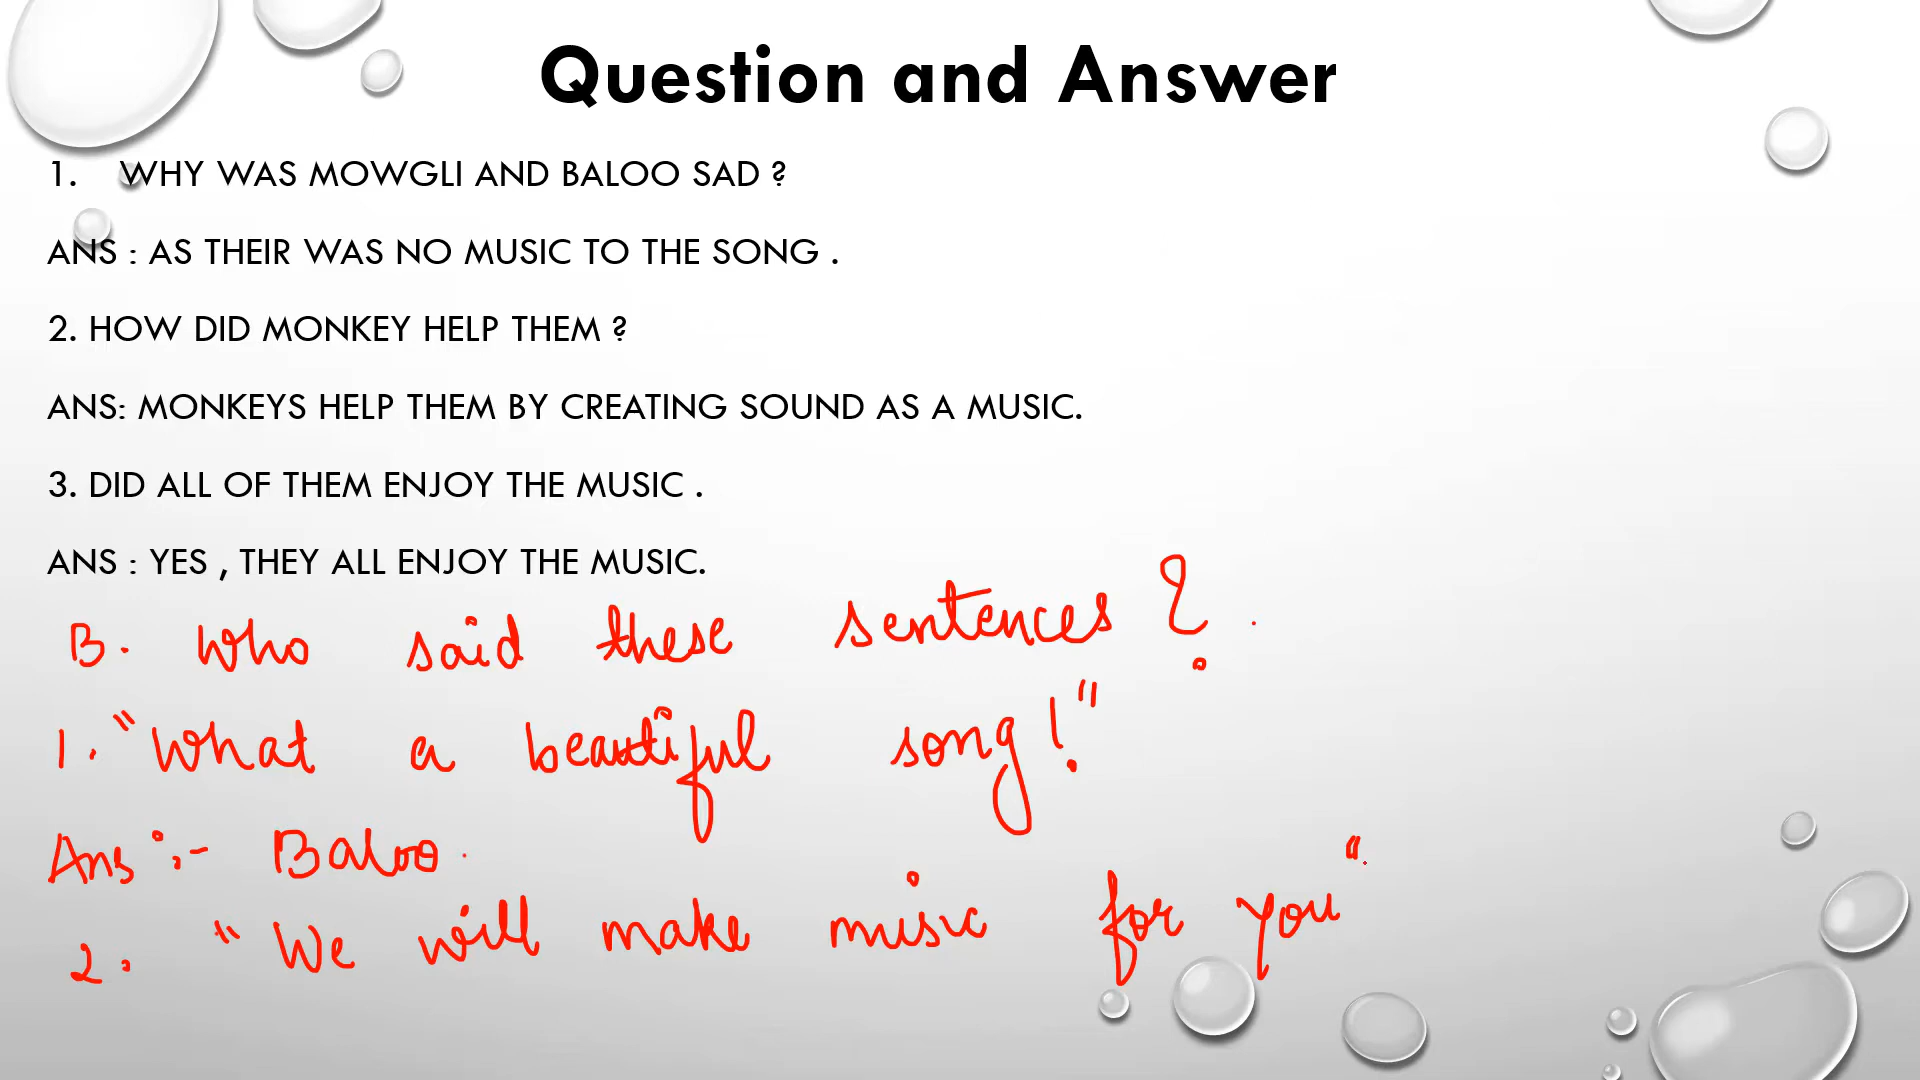 Question and Answer
1. WHY WAS MOWGLI AND BALOO SAD ?
ANS : AS THEIR WAS NO MUSIC TO THE SONG .
2. HOW DID MONKEY HELP THEM ?
ANS: MONKEYS HELP THEM BY CREATING SOUND AS A MUSIC.
3. DID ALL OF THEM ENJOY THE MUSIC .
ANS : YES , THEY ALL ENJOY THE MUSIC.
B. Who said these sentences ?
1. "What a beautiful song!"
Ans :- Baloo.
2. "We will make music for you".